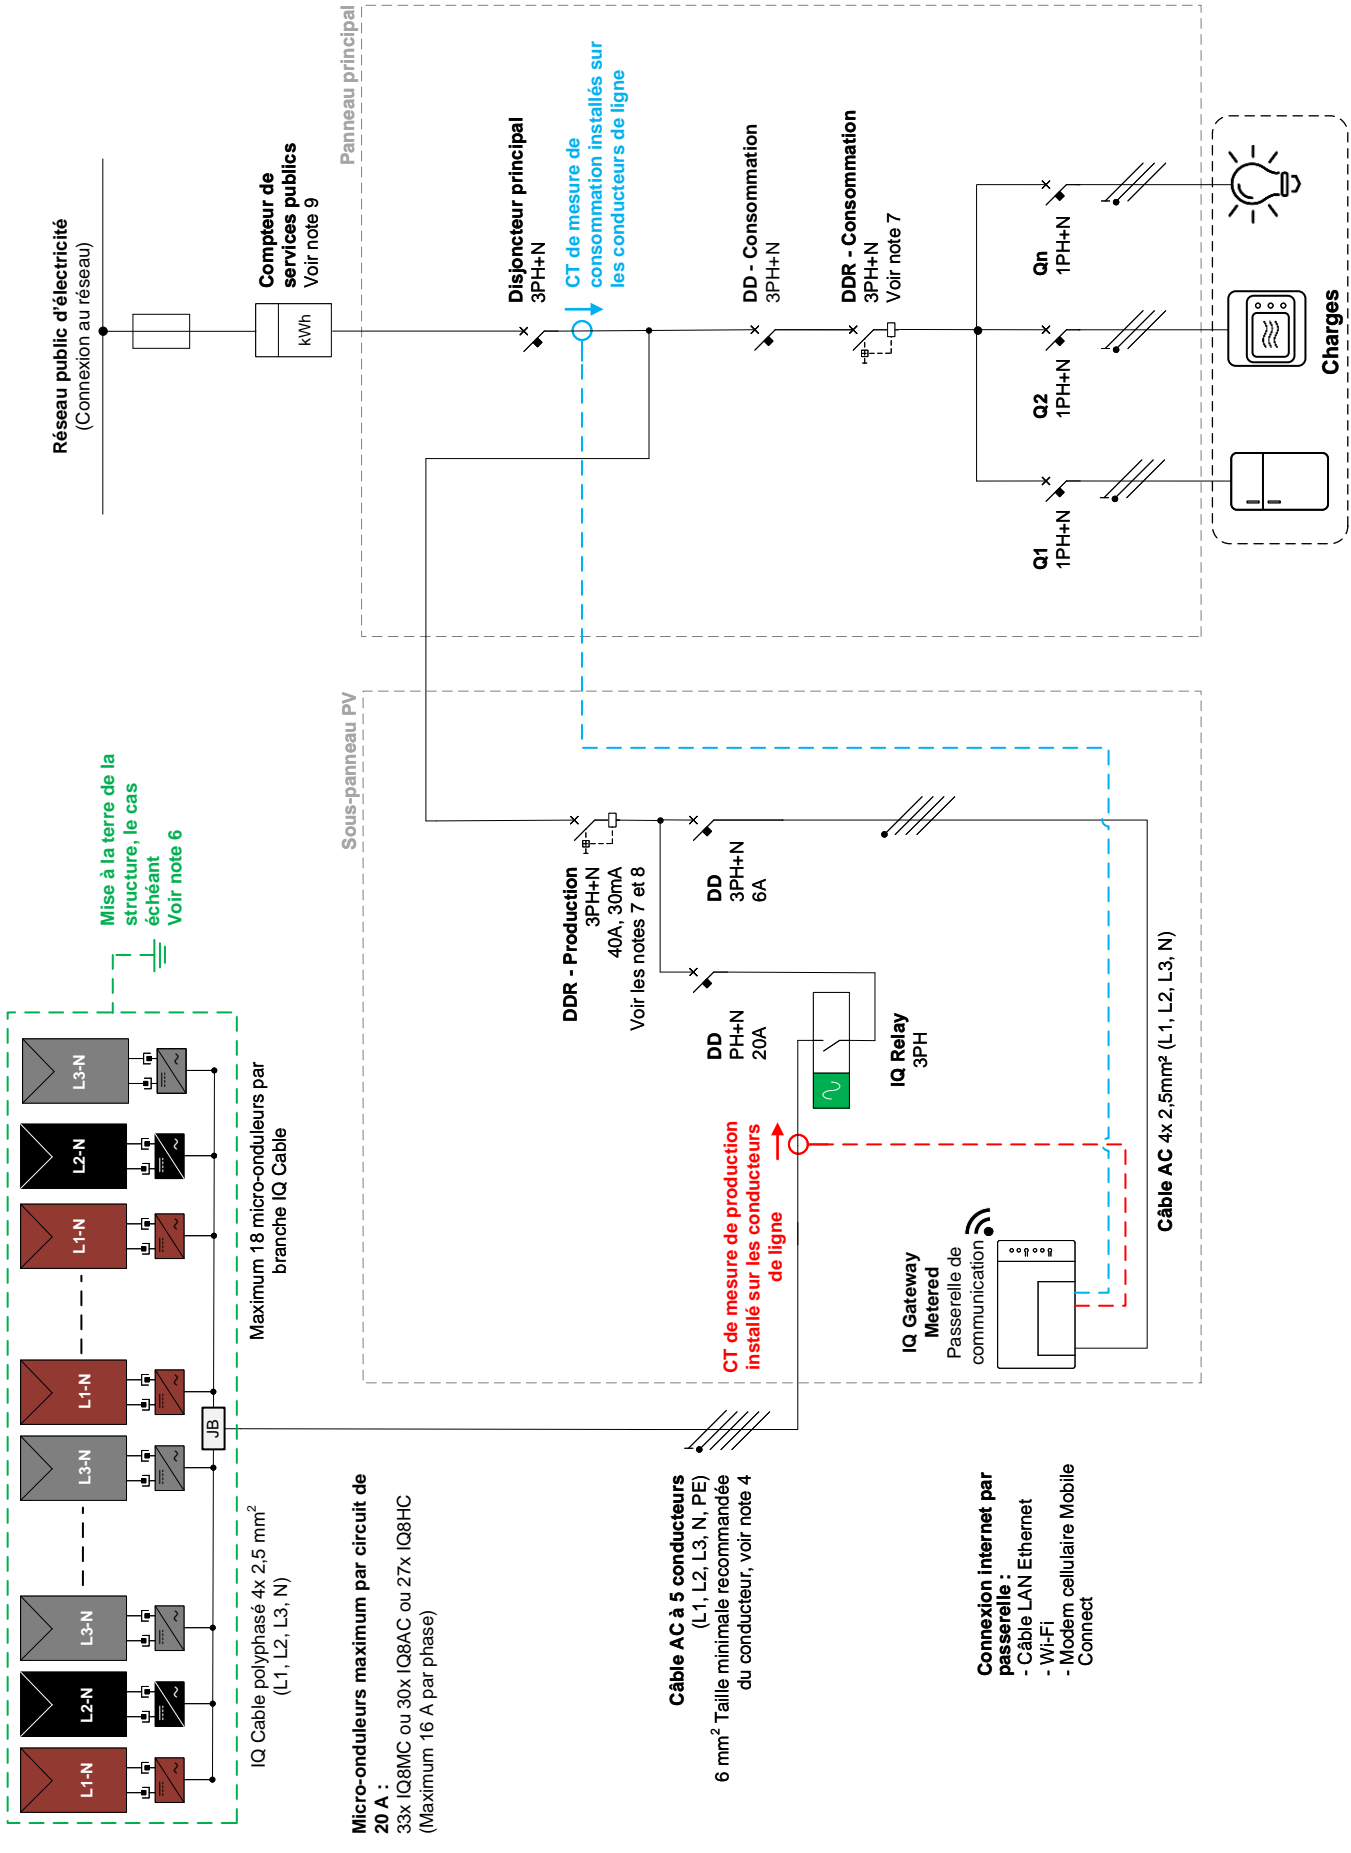 Mise à la terre de la
structure, le cas
échéant
Voir note 6
Réseau public d'électricité
(Connexion au réseau)
L1-N
L2-N
L3-N
L3-N
L1-N
L1-N
L2-N
L3-N
JB
IQ Cable polyphasé 4x 2,5 mm²
(L1, L2, L3, N)
Maximum 18 micro-onduleurs par
branche IQ Cable
Compteur de
services publics
Voir note 9
kWh
Micro-onduleurs maximum par circuit de
20 A :
33x IQ8MC ou 30x IQ8AC ou 27x IQ8HC
(Maximum 16 A par phase)
Sous-panneau PV
Panneau principal
Disjoncteur principal
3PH+N
CT de mesure de
consommation installés sur
les conducteurs de ligne
DDR - Production
3PH+N
40A, 30mA
Voir les notes 7 et 8
DD
PH+N
20A
DD
3PH+N
6A
DD - Consommation
3PH+N
DDR - Consommation
3PH+N
Voir note 7
Câble AC à 5 conducteurs
(L1, L2, L3, N, PE)
6 mm² Taille minimale recommandée
du conducteur, voir note 4
CT de mesure de production
installé sur les conducteurs
de ligne
IQ Relay
3PH
IQ Gateway
Metered
Passerelle de
communication
Connexion internet par
passerelle :
- Câble LAN Ethernet
- Wi-Fi
- Modem cellulaire Mobile
Connect
Câble AC 4x 2,5mm² (L1, L2, L3, N)
Q1
1PH+N
Q2
1PH+N
Qn
1PH+N
Charges